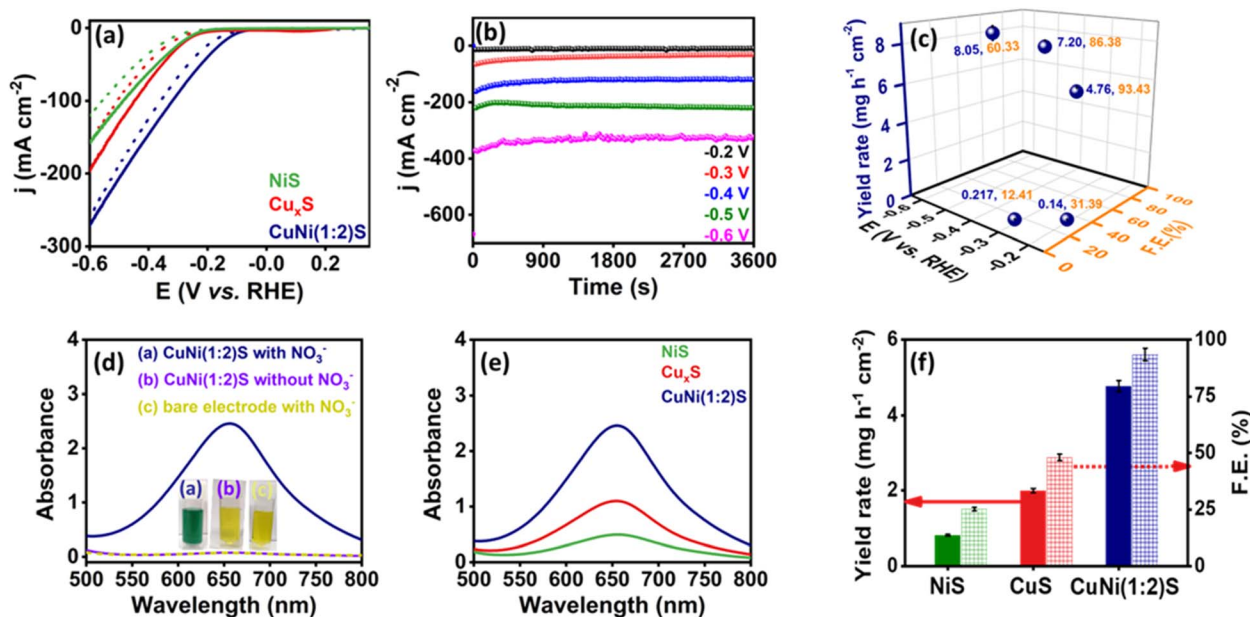 (a)
0
-100
-200
-300
j (mA cm⁻²)
NiS
CuₓS
CuNi(1:2)S
-0.6 -0.4 -0.2 -0.0 0.2
E (V vs. RHE)
(b)
0
-200
-400
-600
j (mA cm⁻²)
-0.2 V
-0.3 V
-0.4 V
-0.5 V
-0.6 V
0 900 1800 2700 3600
Time (s)
(c)
8
6
4
2
0
Yield rate (mg h⁻¹ cm⁻²)
8.05, 60.33
7.20, 86.38
4.76, 93.43
0.217, 12.41
0.14, 31.39
-0.6 -0.5 -0.4 -0.3 -0.2
E (V vs. RHE)
0 20 40 60 80 100
F.E.(%)
(d)
(a) CuNi(1:2)S with NO₃⁻
(b) CuNi(1:2)S without NO₃⁻
(c) bare electrode with NO₃⁻
4
3
2
1
0
Absorbance
(a) (b) (c)
500 550 600 650 700 750 800
Wavelength (nm)
(e)
4
3
2
1
0
Absorbance
NiS
CuₓS
CuNi(1:2)S
500 550 600 650 700 750 800
Wavelength (nm)
(f)
6
4
2
0
Yield rate (mg h⁻¹ cm⁻²)
100
75
50
25
0
F.E. (%)
NiS CuS CuNi(1:2)S